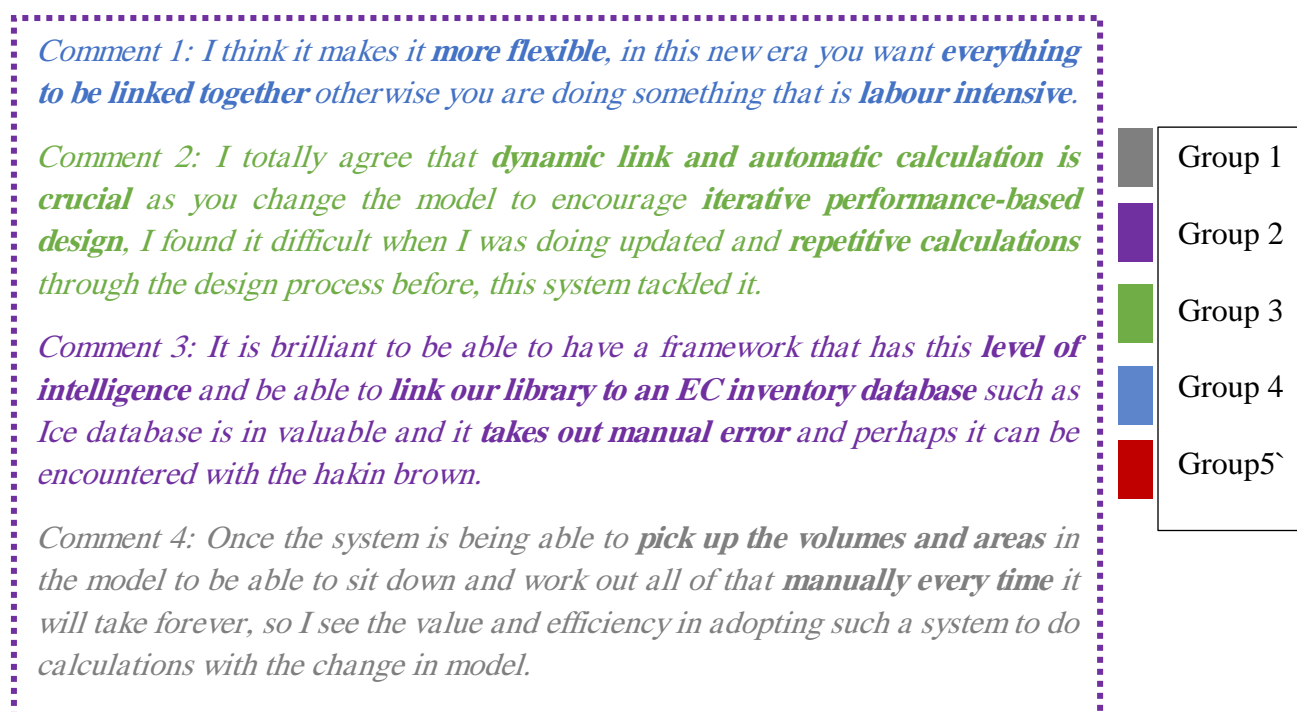 Comment 1: I think it makes it more flexible, in this new era you want everything
to be linked together otherwise you are doing something that is labour intensive.
Comment 2: I totally agree that dynamic link and automatic calculation is
crucial as you change the model to encourage iterative performance-based
design, I found it difficult when I was doing updated and repetitive calculations
through the design process before, this system tackled it.
Comment 3: It is brilliant to be able to have a framework that has this level of
intelligence and be able to link our library to an EC inventory database such as
Ice database is in valuable and it takes out manual error and perhaps it can be
encountered with the hakin brown.
Comment 4: Once the system is being able to pick up the volumes and areas in
the model to be able to sit down and work out all of that manually every time it
will take forever, so I see the value and efficiency in adopting such a system to do
calculations with the change in model.
Group 1
Group 2
Group 3
Group 4
Group5`